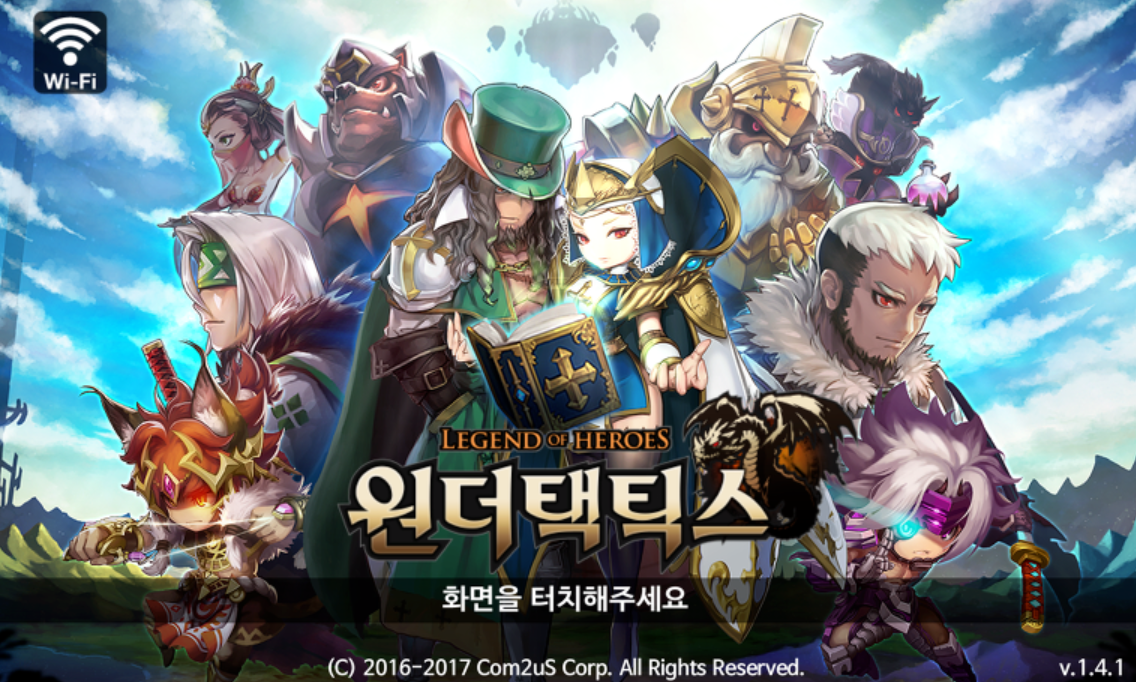 Wi-Fi
LEGEND OF HEROES
원더택틱스
화면을 터치해주세요
(C) 2016-2017 Com2uS Corp. All Rights Reserved.
v.1.4.1